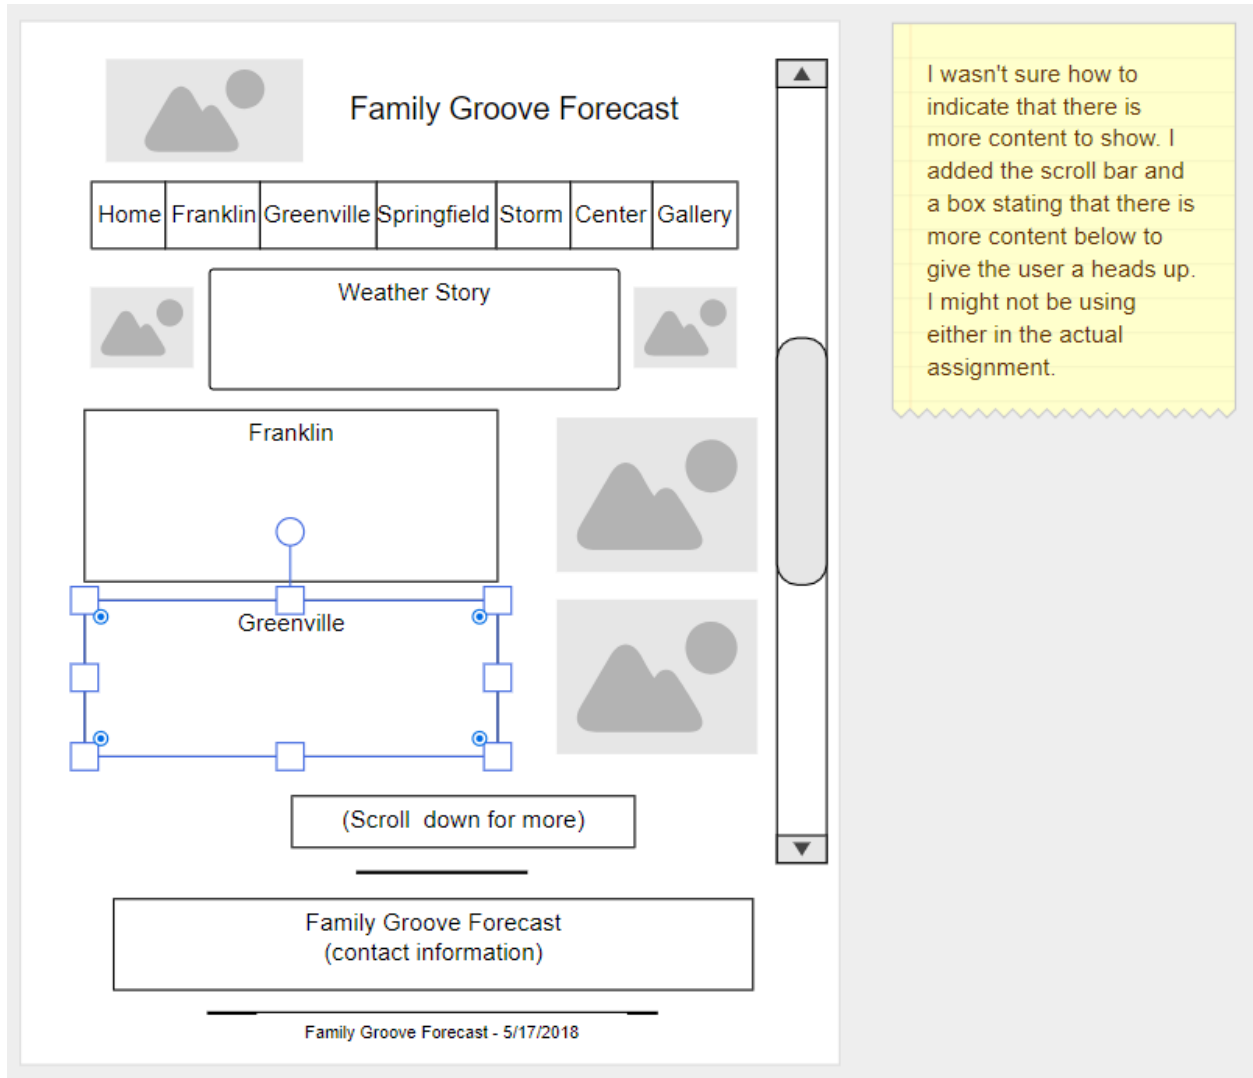 Family Groove Forecast
Home Franklin Greenville Springfield Storm Center Gallery
Weather Story
Franklin
Greenville
(Scroll down for more)
Family Groove Forecast
(contact information)
Family Groove Forecast - 5/17/2018
I wasn't sure how to
indicate that there is
more content to show. I
added the scroll bar and
a box stating that there is
more content below to
give the user a heads up.
I might not be using
either in the actual
assignment.